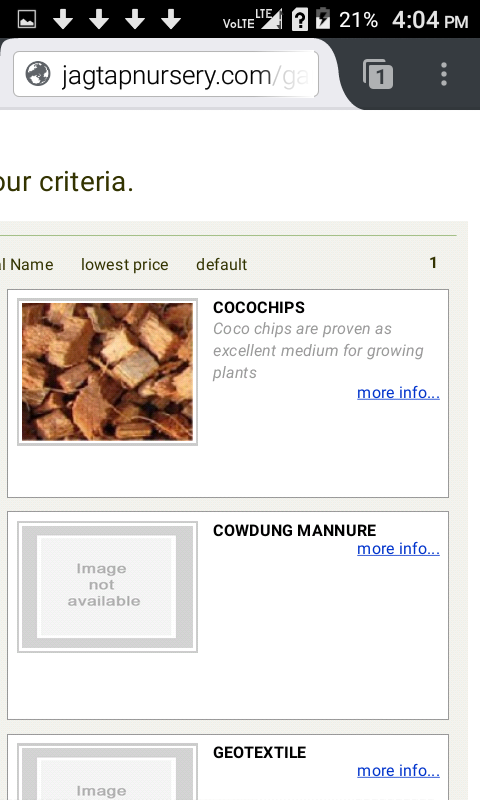 VoLTE LTE 21% 4:04 PM
jagtapnursery.com/ga
1
our criteria.
al Name lowest price default 1
COCOCHIPS
Coco chips are proven as
excellent medium for growing
plants
more info...
COWDUNG MANNURE
more info...
Image
not
available
GEOTEXTILE
more info...
Image